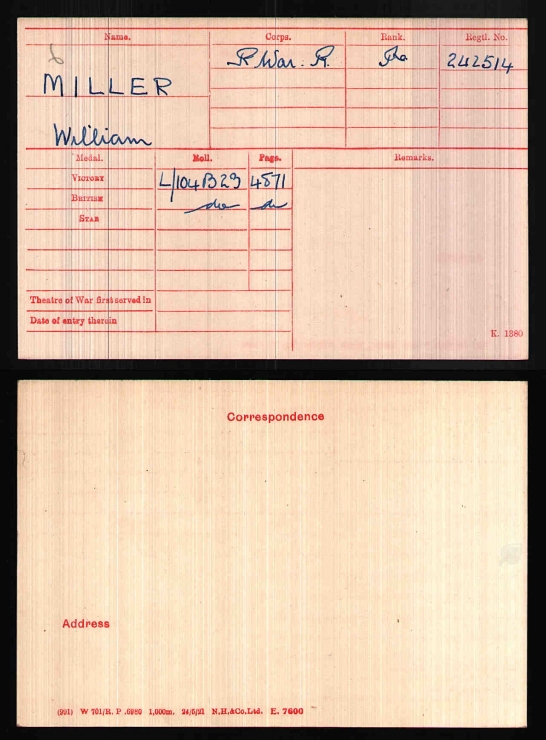 Name. Corps. Rank. Regtl. No.
R War. R. Pte 242514
MILLER
William
Medal. Roll. Page. Remarks.
VICTORY L/104B29 4571
BRITISH do do
STAR
Theatre of War first served in
Date of entry therein
K. 1380
Correspondence
Address
(991) W 701/R. P .6980 1,000m. 24/5/21 N.H.&Co.Ltd. E. 7600